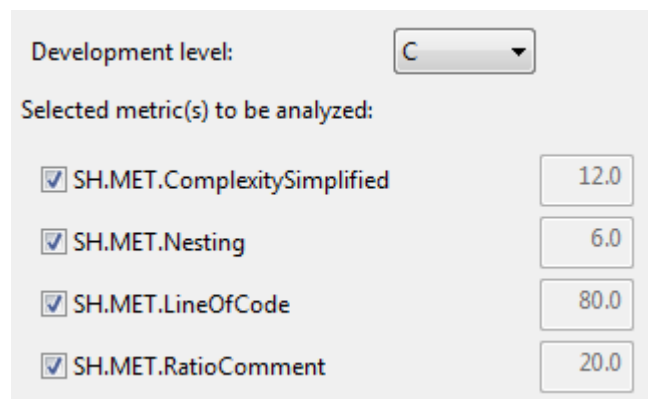 Development level: C
Selected metric(s) to be analyzed:
SH.MET.ComplexitySimplified 12.0
SH.MET.Nesting 6.0
SH.MET.LineOfCode 80.0
SH.MET.RatioComment 20.0